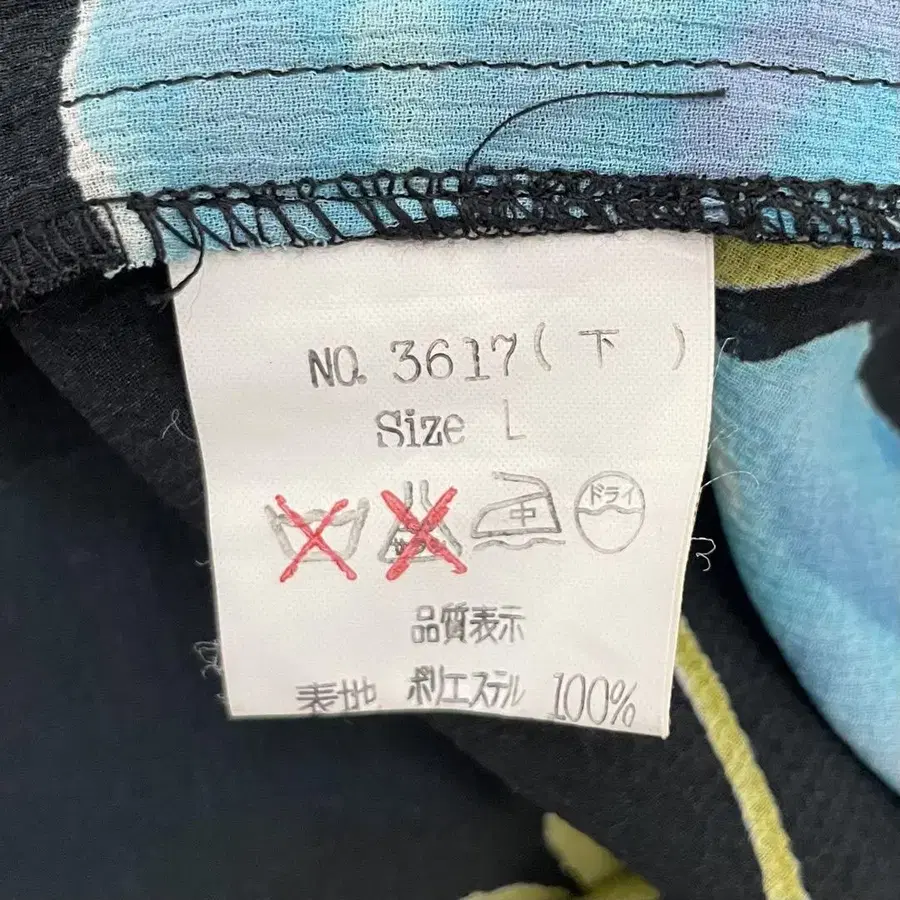 NO. 3617(下)
Size L
中 ドライ
品質表示
表地 ポリエステル 100%